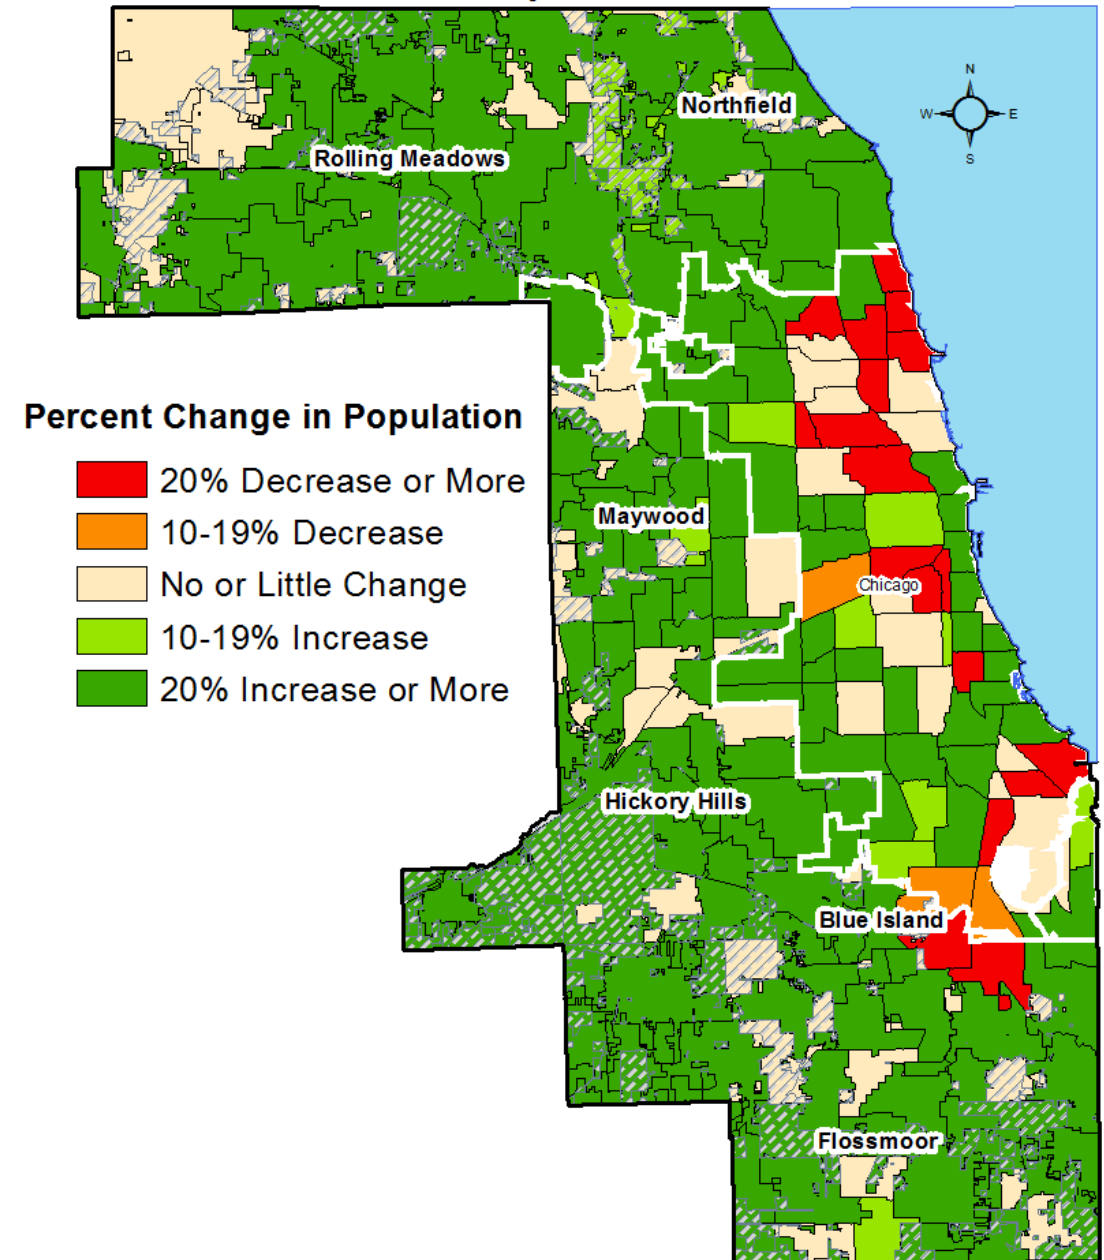 N
W E
S
Northfield
Rolling Meadows
Percent Change in Population
20% Decrease or More
10-19% Decrease
No or Little Change
10-19% Increase
20% Increase or More
Maywood
Chicago
Hickory Hills
Blue Island
Flossmoor